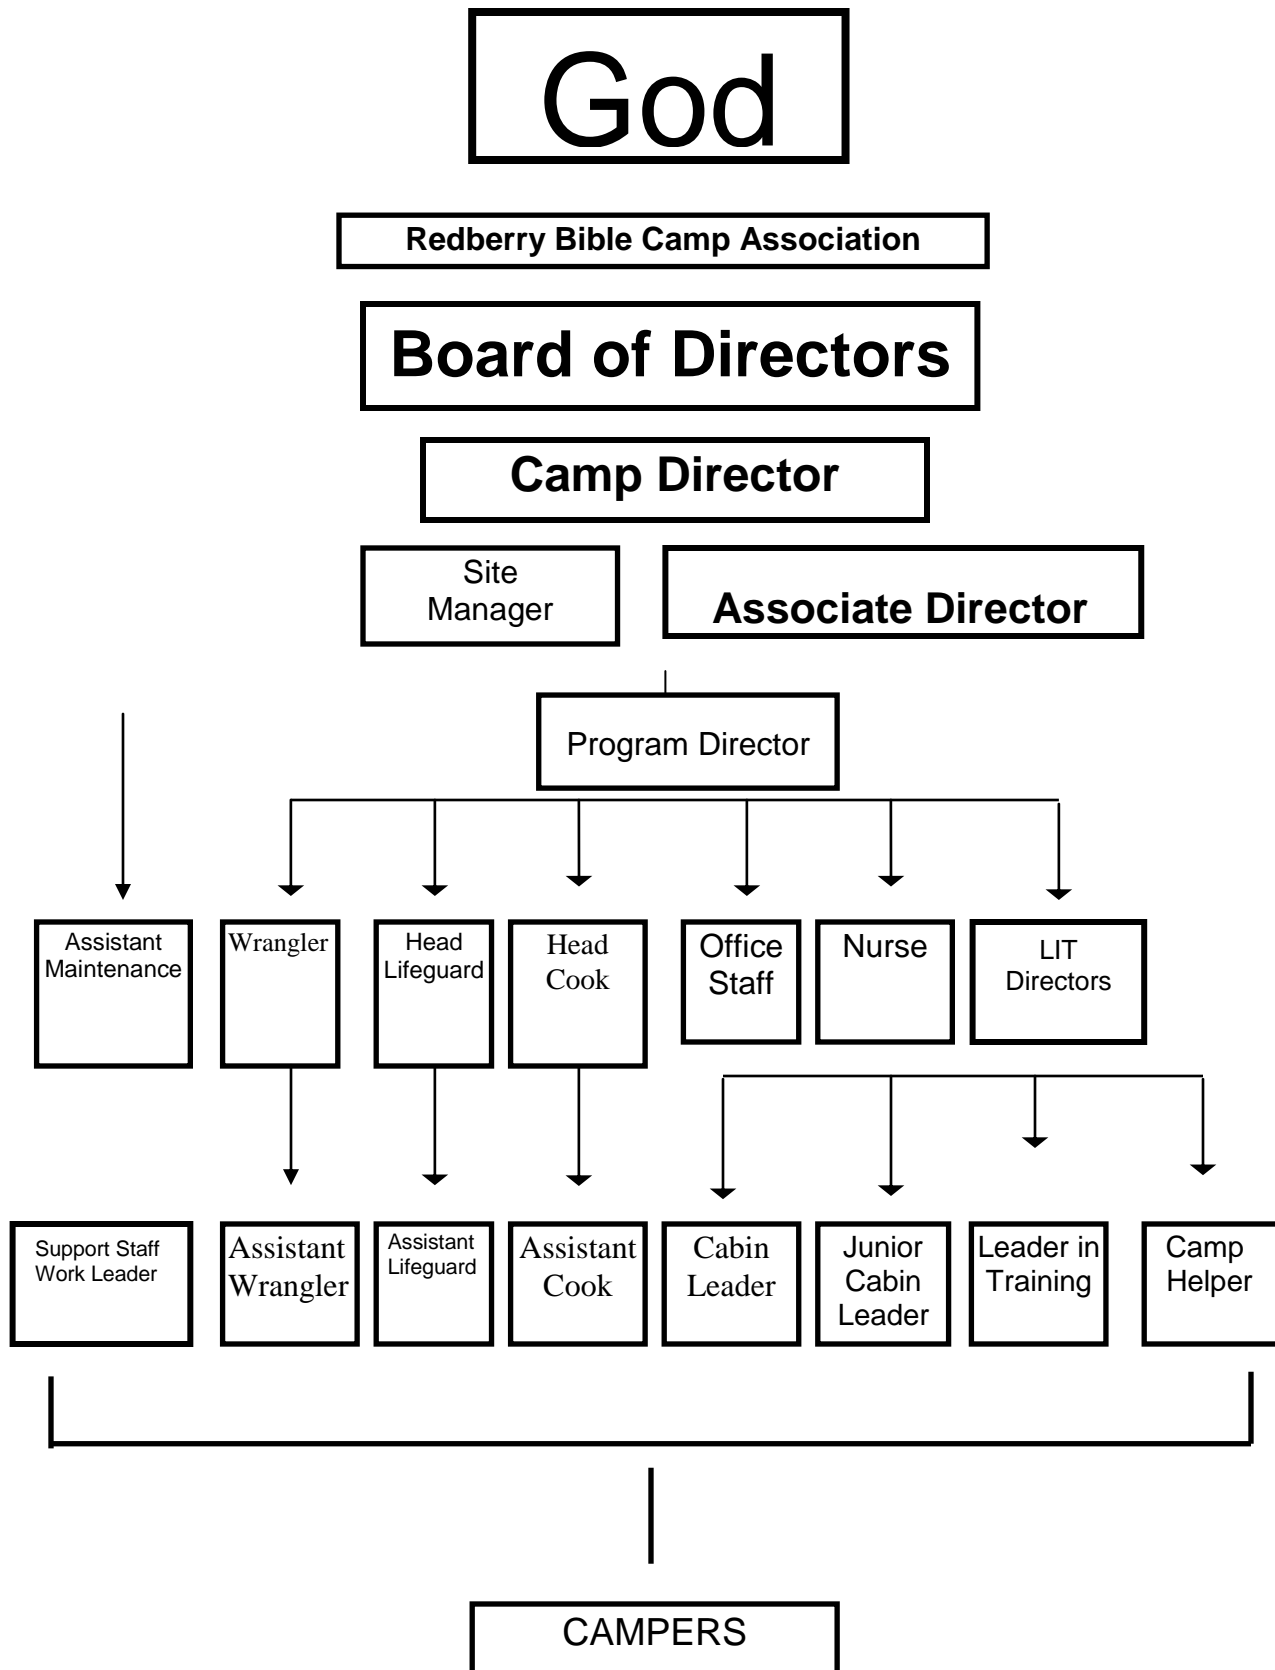 God
Redberry Bible Camp Association
Board of Directors
Camp Director
Site
Manager
Associate Director
Program Director
Assistant
Maintenance
Wrangler
Head
Lifeguard
Head
Cook
Office
Staff
Nurse
LIT
Directors
Support Staff
Work Leader
Assistant
Wrangler
Assistant
Lifeguard
Assistant
Cook
Cabin
Leader
Junior
Cabin
Leader
Leader in
Training
Camp
Helper
CAMPERS